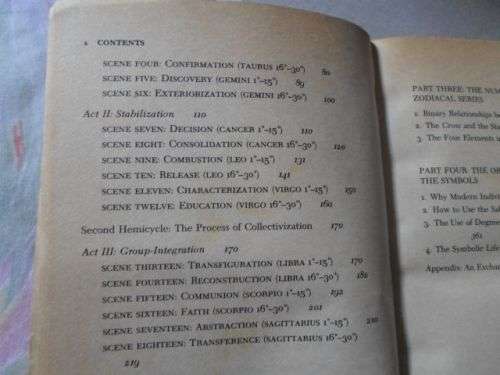 x CONTENTS
SCENE FOUR: CONFIRMATION (TAURUS 16°–30°) 80
SCENE FIVE: DISCOVERY (GEMINI 1°–15°) 89
SCENE SIX: EXTERIORIZATION (GEMINI 16°–30°) 100
Act II: Stabilization 110
SCENE SEVEN: DECISION (CANCER 1°–15°) 110
SCENE EIGHT: CONSOLIDATION (CANCER 16°–30°) 120
SCENE NINE: COMBUSTION (LEO 1°–15°) 131
SCENE TEN: RELEASE (LEO 16°–30°) 141
SCENE ELEVEN: CHARACTERIZATION (VIRGO 1°–15°) 150
SCENE TWELVE: EDUCATION (VIRGO 16°–30°) 160
Second Hemicycle: The Process of Collectivization 170
Act III: Group-Integration 170
SCENE THIRTEEN: TRANSFIGURATION (LIBRA 1°–15°) 170
SCENE FOURTEEN: RECONSTRUCTION (LIBRA 16°–30°) 182
SCENE FIFTEEN: COMMUNION (SCORPIO 1°–15°) 192
SCENE SIXTEEN: FAITH (SCORPIO 16°–30°) 201
SCENE SEVENTEEN: ABSTRACTION (SAGITTARIUS 1°–15°) 210
SCENE EIGHTEEN: TRANSFERENCE (SAGITTARIUS 16°–30°)
219
PART THREE: THE
ZODIACAL SERIES
1. Binary Relationships
2. The Cross and the
3. The Four Elements
PART FOUR THE
THE SYMBOLS
1. Why Modern
2. How to Use the
3. The Use of
361
4. The Symbolic
Appendix: An